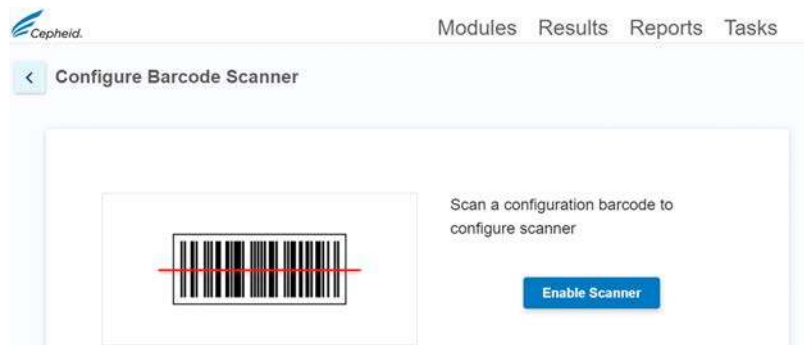 Cepheid.
Modules Results Reports Tasks
Configure Barcode Scanner
Scan a configuration barcode to
configure scanner
Enable Scanner